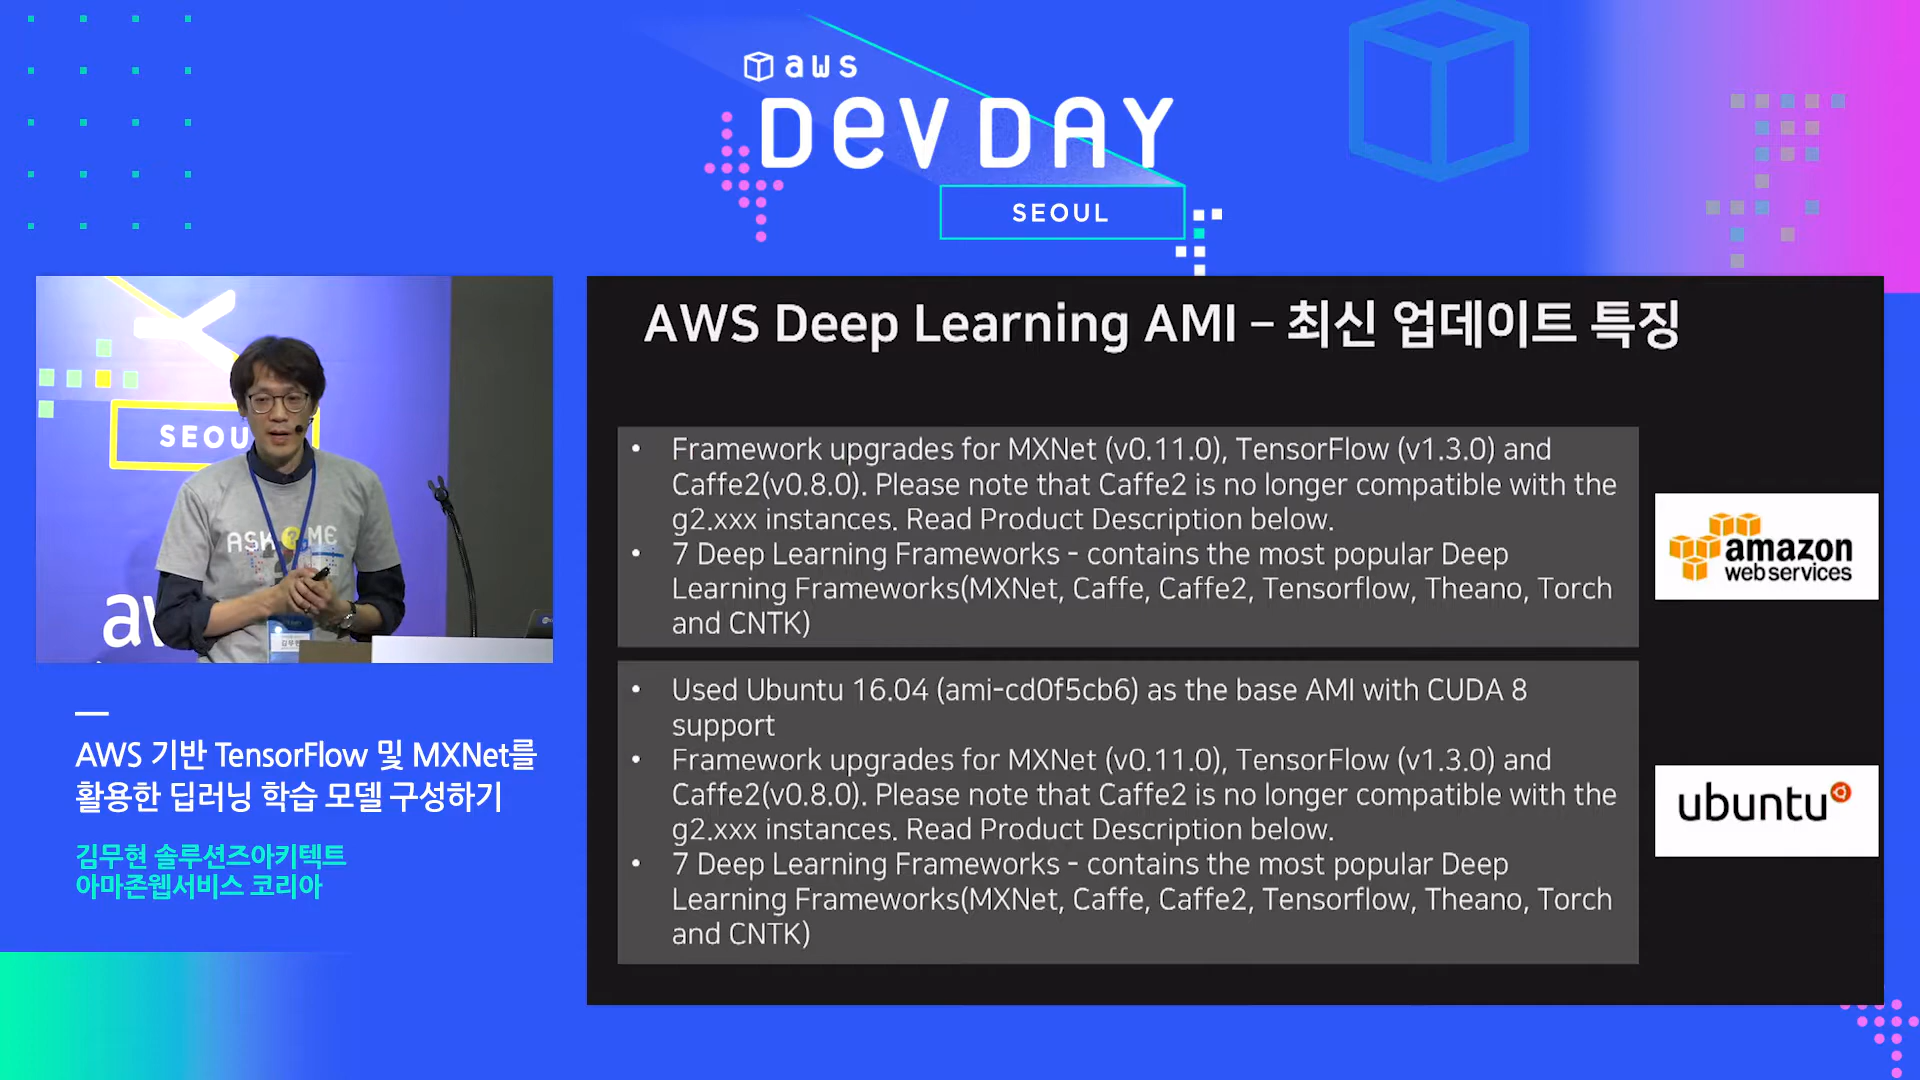 aws
DEV DAY
SEOUL
SEOU
aw
ASK ? ME
AWS Deep Learning AMI – 최신 업데이트 특징
• Framework upgrades for MXNet (v0.11.0), TensorFlow (v1.3.0) and
Caffe2(v0.8.0). Please note that Caffe2 is no longer compatible with the
g2.xxx instances. Read Product Description below.
• 7 Deep Learning Frameworks - contains the most popular Deep
Learning Frameworks(MXNet, Caffe, Caffe2, Tensorflow, Theano, Torch
and CNTK)
amazon
webservices
• Used Ubuntu 16.04 (ami-cd0f5cb6) as the base AMI with CUDA 8
support
• Framework upgrades for MXNet (v0.11.0), TensorFlow (v1.3.0) and
Caffe2(v0.8.0). Please note that Caffe2 is no longer compatible with the
g2.xxx instances. Read Product Description below.
• 7 Deep Learning Frameworks - contains the most popular Deep
Learning Frameworks(MXNet, Caffe, Caffe2, Tensorflow, Theano, Torch
and CNTK)
ubuntu
AWS 기반 TensorFlow 및 MXNet를
활용한 딥러닝 학습 모델 구성하기
김무현 솔루션즈아키텍트
아마존웹서비스 코리아